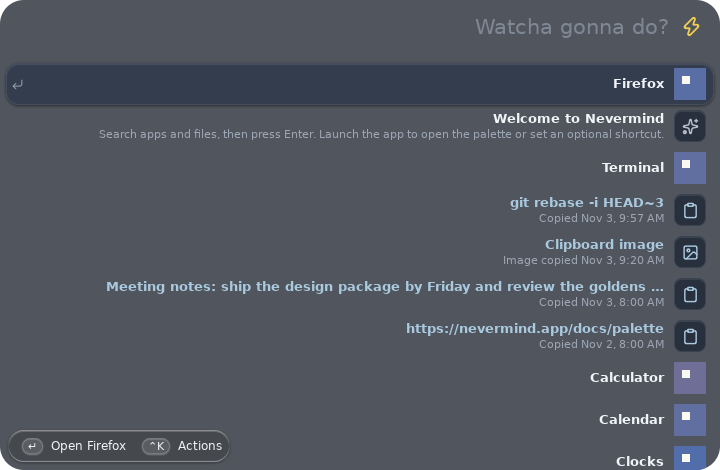 Watcha gonna do?
Firefox
Welcome to Nevermind
Search apps and files, then press Enter. Launch the app to open the palette or set an optional shortcut.
Terminal
git rebase -i HEAD~3
Copied Nov 3, 9:57 AM
Clipboard image
Image copied Nov 3, 9:20 AM
Meeting notes: ship the design package by Friday and review the goldens ...
Copied Nov 3, 8:00 AM
https://nevermind.app/docs/palette
Copied Nov 2, 8:00 AM
Calculator
Calendar
Clocks
↵ Open Firefox ^K Actions